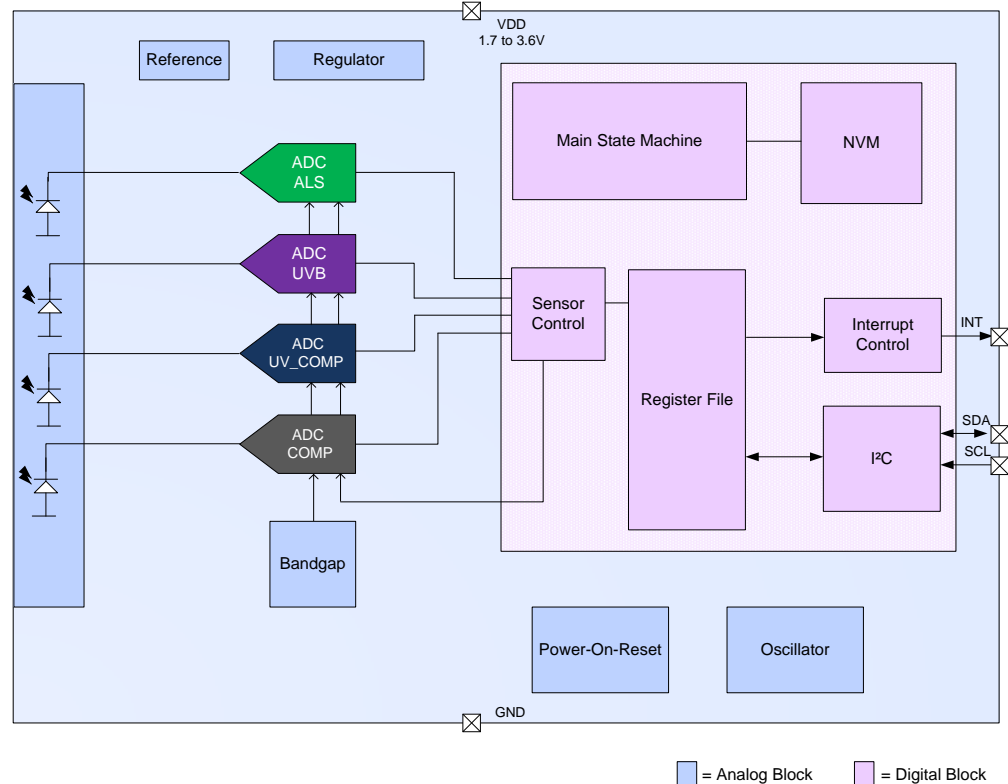 VDD
1.7 to 3.6V
Reference
Regulator
Main State Machine
NVM
ADC
ALS
ADC
UVB
ADC
UV_COMP
ADC
COMP
Sensor
Control
Register File
Interrupt
Control
INT
I²C
SDA
SCL
Bandgap
Power-On-Reset
Oscillator
GND
= Analog Block
= Digital Block